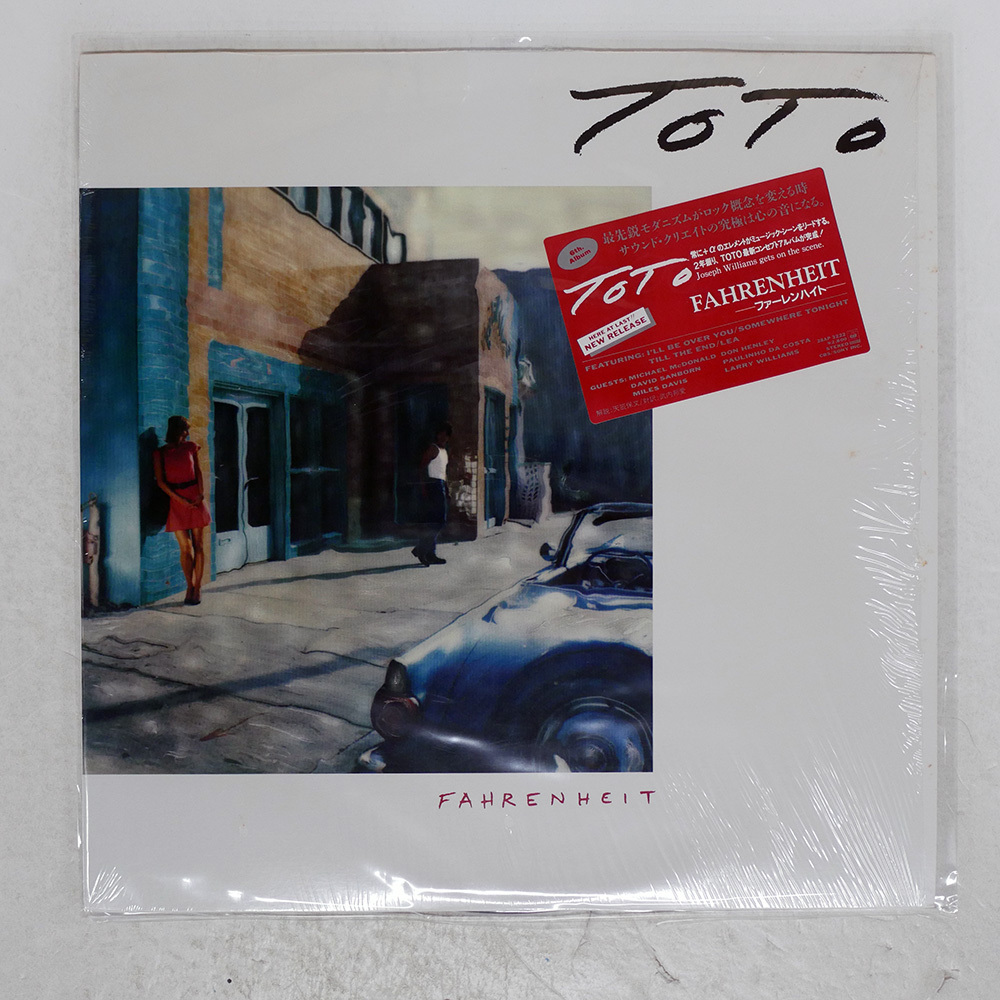 TOTO
最先鋭モダニズムがロック概念を変える時
サウンド・クリエイトの究極は心の音になる。
6th. Album
常に+αのエレメントがミュージック・シーンをリードする。
2年振り、TOTO最新コンセプトアルバムが完成!
Joseph Williams gets on the scene.
TOTO
FAHRENHEIT
ファーレンハイト
HERE AT LAST!!
NEW RELEASE
FEATURING: I'LL BE OVER YOU/SOMEWHERE TONIGHT
TILL THE END/LEA
GUESTS: MICHAEL McDONALD DON HENLEY
DAVID SANBORN PAULINHO DA COSTA
MILES DAVIS LARRY WILLIAMS
STEREO
CBS/SONY INC.
FAHRENHEIT